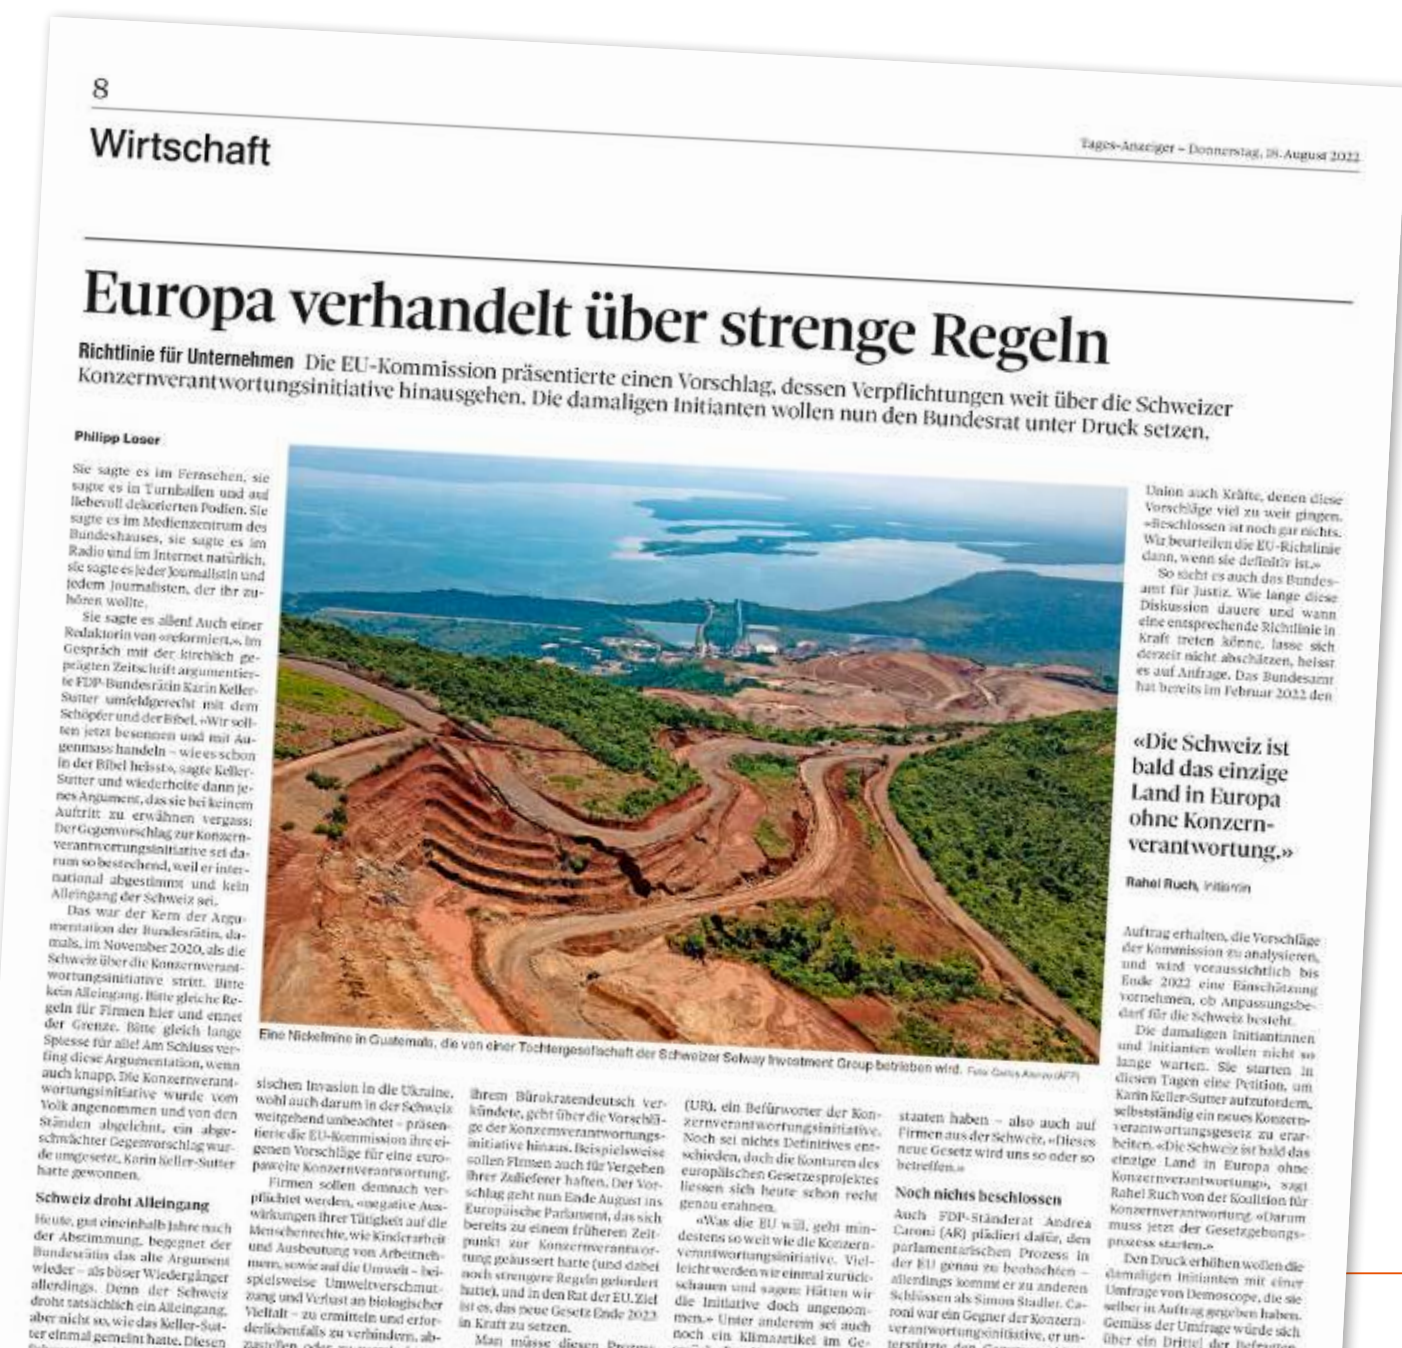 8
Wirtschaft
Tages-Anzeiger – Donnerstag, 18. August 2022
Europa verhandelt über strenge Regeln
Richtlinie für Unternehmen Die EU-Kommission präsentierte einen Vorschlag, dessen Verpflichtungen weit über die Schweizer
Konzernverantwortungsinitiative hinausgehen. Die damaligen Initianten wollen nun den Bundesrat unter Druck setzen.
Philipp Loser
Sie sagte es im Fernsehen, sie
sagte es in Turnhallen und auf
liebevoll dekorierten Podien. Sie
sagte es im Medienzentrum des
Bundeshauses, sie sagte es im
Radio und im Internet natürlich,
sie sagte es jeder Journalistin und
jedem Journalisten, der ihr zu-
hören wollte.
Sie sagte es allen! Auch einer
Redaktorin von «reformiert.». Im
Gespräch mit der kirchlich ge-
prägten Zeitschrift argumentier-
te FDP-Bundesrätin Karin Keller-
Sutter umfeldgerecht mit dem
Schöpfer und der Bibel. «Wir soll-
ten jetzt besonnen und mit Au-
genmass handeln – wie es schon
in der Bibel heisst», sagte Keller-
Sutter und wiederholte dann je-
nes Argument, das sie bei keinem
Auftritt zu erwähnen vergass:
Der Gegenvorschlag zur Konzern-
verantwortungsinitiative sei da-
rum so bestechend, weil er inter-
national abgestimmt und kein
Alleingang der Schweiz sei.
Das war der Kern der Argu-
mentation der Bundesrätin, da-
mals, im November 2020, als die
Schweiz über die Konzernverant-
wortungsinitiative stritt. Bitte
kein Alleingang. Bitte gleiche Re-
geln für Firmen hier und ennet
der Grenze. Bitte gleich lange
Spiesse für alle! Am Schluss ver-
fing diese Argumentation, wenn
auch knapp. Die Konzernverant-
wortungsinitiative wurde vom
Volk angenommen und von den
Ständen abgelehnt, ein abge-
schwächter Gegenvorschlag wur-
de umgesetzt. Karin Keller-Sutter
hatte gewonnen.
Schweiz droht Alleingang
Heute, gut eineinhalb Jahre nach
der Abstimmung, begegnet der
Bundesrätin das alte Argument
wieder – als böser Wiedergänger
allerdings. Denn der Schweiz
droht tatsächlich ein Alleingang,
aber nicht so, wie das Keller-Sut-
ter einmal gemeint hatte. Diesen
Eine Nickelmine in Guatemala, die von einer Tochtergesellschaft der Schweizer Solway Investment Group betrieben wird. Foto: (AFP)
sischen Invasion in die Ukraine,
wohl auch darum in der Schweiz
weitgehend unbeachtet – präsen-
tierte die EU-Kommission ihre ei-
genen Vorschläge für eine euro-
paweite Konzernverantwortung.
Firmen sollen demnach ver-
pflichtet werden, «negative Aus-
wirkungen ihrer Tätigkeit auf die
Menschenrechte, wie Kinderarbeit
und Ausbeutung von Arbeitneh-
mern, sowie auf die Umwelt – bei-
spielsweise Umweltverschmut-
zung und Verlust an biologischer
Vielfalt – zu ermitteln und erfor-
derlichenfalls zu verhindern, ab-
zustellen oder
ihrem Bürokratendeutsch ver-
kündete, geht über die Vorschlä-
ge der Konzernverantwortungs-
initiative hinaus. Beispielsweise
sollen Firmen auch für Vergehen
ihrer Zulieferer haften. Der Vor-
schlag geht nun Ende August ins
Europäische Parlament, das sich
bereits zu einem früheren Zeit-
punkt zur Konzernverantwor-
tung geäussert hatte (und dabei
noch strengere Regeln gefordert
hatte), und in den Rat der EU. Ziel
ist es, das neue Gesetz Ende 2023
in Kraft zu setzen.
Man müsse diesen Prozess
(UR), ein Befürworter der Kon-
zernverantwortungsinitiative.
Noch sei nichts Definitives ent-
schieden, doch die Konturen des
europäischen Gesetzesprojektes
liessen sich heute schon recht
genau erahnen.
«Was die EU will, geht min-
destens so weit wie die Konzern-
verantwortungsinitiative. Viel-
leicht werden wir einmal zurück-
schauen und sagen: Hätten wir
die Initiative doch angenom-
men.» Unter anderem sei auch
noch ein Klimaartikel im Ge-
staaten haben – also auch auf
Firmen aus der Schweiz. «Dieses
neue Gesetz wird uns so oder so
betreffen.»
Noch nichts beschlossen
Auch FDP-Ständerat Andrea
Caroni (AR) plädiert dafür, den
parlamentarischen Prozess in
der EU genau zu beobachten –
allerdings kommt er zu anderen
Schlüssen als Simon Stadler. Ca-
roni war ein Gegner der Konzern-
verantwortungsinitiative, er un-
terstützte den
Union auch Kräfte, denen diese
Vorschläge viel zu weit gingen.
«Beschlossen ist noch gar nichts.
Wir beurteilen die EU-Richtlinie
dann, wenn sie definitiv ist.»
So sieht es auch das Bundes-
amt für Justiz. Wie lange diese
Diskussion dauere und wann
eine entsprechende Richtlinie in
Kraft treten könne, lasse sich
derzeit nicht abschätzen, heisst
es auf Anfrage. Das Bundesamt
hat bereits im Februar 2022 den
«Die Schweiz ist
bald das einzige
Land in Europa
ohne Konzern-
verantwortung.»
Rahel Ruch, Initiantin
Auftrag erhalten, die Vorschläge
der Kommission zu analysieren,
und wird voraussichtlich bis
Ende 2022 eine Einschätzung
vornehmen, ob Anpassungsbe-
darf für die Schweiz besteht.
Die damaligen Initiantinnen
und Initianten wollen nicht so
lange warten. Sie starten in
diesen Tagen eine Petition, um
Karin Keller-Sutter aufzufordern,
selbstständig ein neues Konzern-
verantwortungsgesetz zu erar-
beiten. «Die Schweiz ist bald das
einzige Land in Europa ohne
Konzernverantwortung», sagt
Rahel Ruch von der Koalition für
Konzernverantwortung. «Darum
muss jetzt der Gesetzgebungs-
prozess starten.»
Den Druck erhöhen wollen die
damaligen Initianten mit einer
Umfrage von Demoscope, die sie
selber in Auftrag gegeben haben.
Gemäss der Umfrage würde sich
über ein Drittel der Befragten